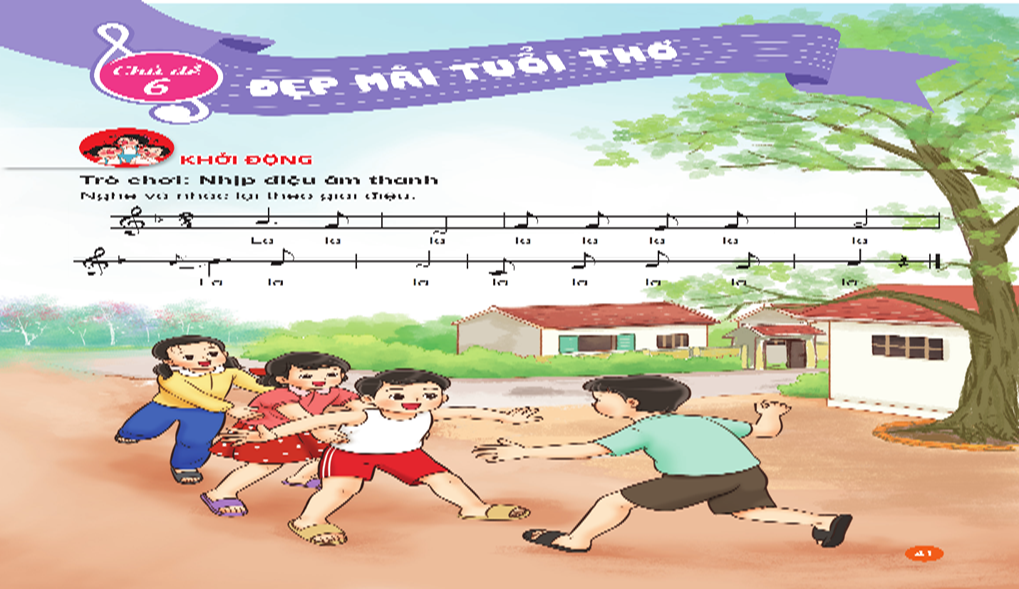 Chủ đề
6
ĐẸP MÃI TUỔI THƠ
KHỞI ĐỘNG
Trò chơi: Nhịp điệu âm thanh
Nghe và nhắc lại theo giai điệu.
La la la la la la la la
La la la la la la la la
41